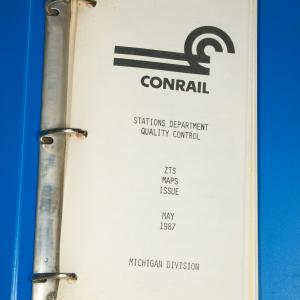 CONRAIL
STATIONS DEPARTMENT
QUALITY CONTROL
ZTS
MAPS
ISSUE
MAY
1987
MICHIGAN DIVISION